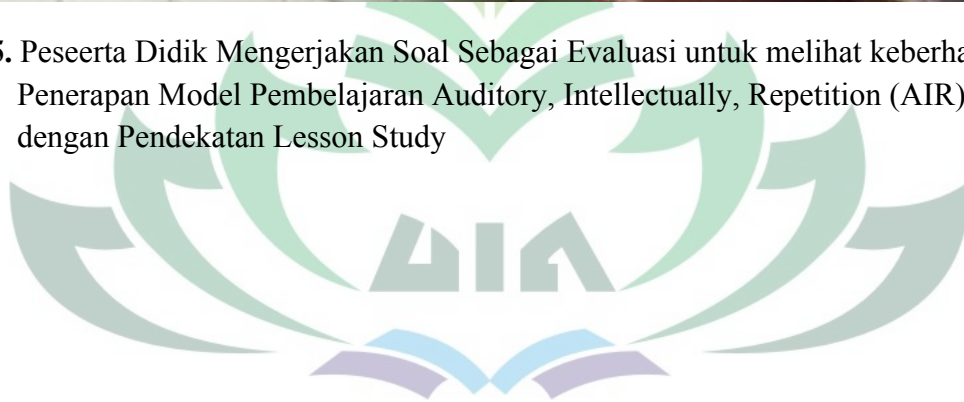 . Peseerta Didik Mengerjakan Soal Sebagai Evaluasi untuk melihat
Penerapan Model Pembelajaran Auditory, Intellectually, Repetition (AIR)
dengan Pendekatan Lesson Study
UIN